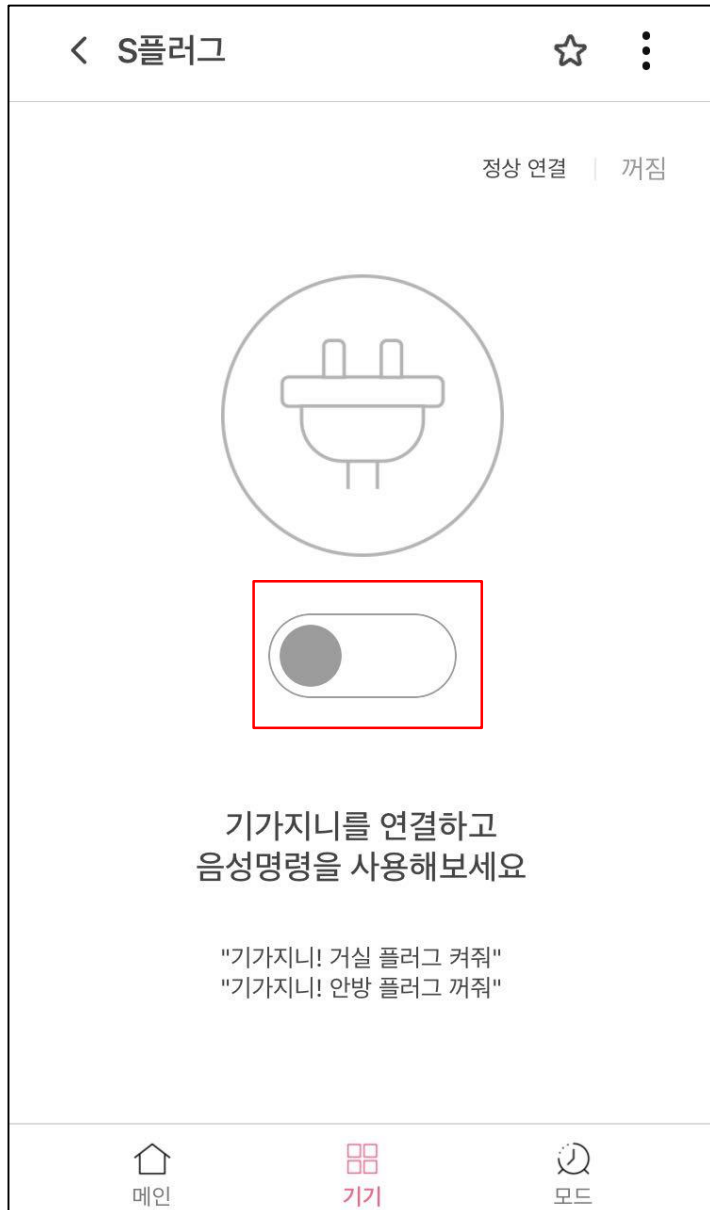 S플러그
정상 연결 | 꺼짐
기가지니를 연결하고
음성명령을 사용해보세요
"기가지니! 거실 플러그 켜줘"
"기가지니! 안방 플러그 꺼줘"
메인 기기 모드